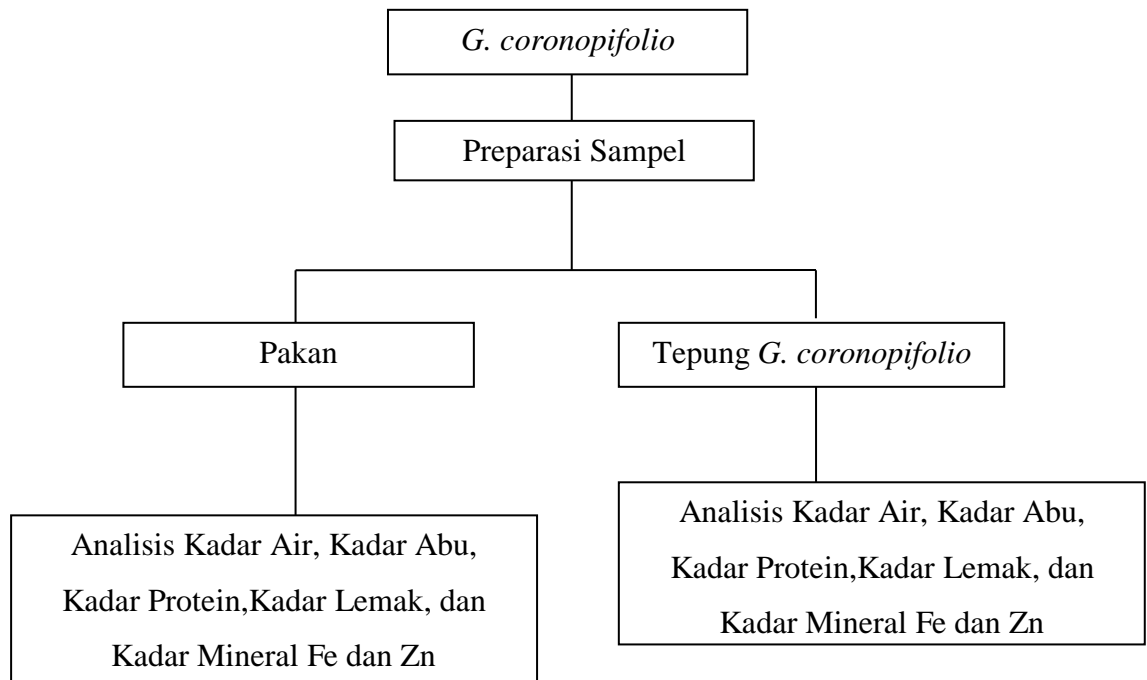 G. coronopifolio
Preparasi Sampel
Pakan
Tepung G. coronopifolio
Analisis Kadar Air, Kadar Abu,
Kadar Protein,Kadar Lemak, dan
Kadar Mineral Fe dan Zn
Analisis Kadar Air, Kadar Abu,
Kadar Protein,Kadar Lemak, dan
Kadar Mineral Fe dan Zn